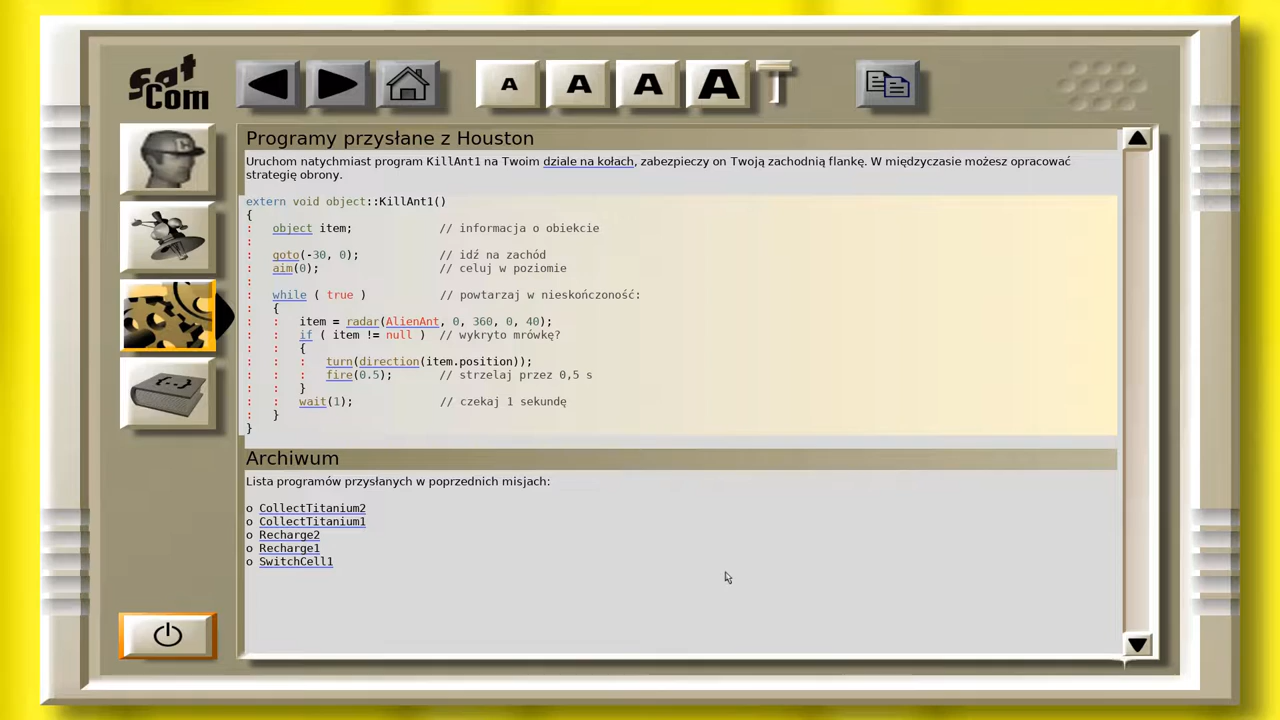 Sat
Com
A A A A T
Programy przysłane z Houston
Uruchom natychmiast program KillAnt1 na Twoim dziale na kołach, zabezpieczy on Twoją zachodnią flankę. W międzyczasie możesz opracować
strategię obrony.
extern void object::KillAnt1()
{
:   object item;             // informacja o obiekcie
:
:   goto(-30, 0);            // idź na zachód
:   aim(0);                  // celuj w poziomie
:
:   while ( true )           // powtarzaj w nieskończoność:
:   {
:   :   item = radar(AlienAnt, 0, 360, 0, 40);
:   :   if ( item != null )  // wykryto mrówkę?
:   :   {
:   :   :   turn(direction(item.position));
:   :   :   fire(0.5);       // strzelaj przez 0,5 s
:   :   }
:   :   wait(1);             // czekaj 1 sekundę
:   }
}
Archiwum
Lista programów przysłanych w poprzednich misjach:
o CollectTitanium2
o CollectTitanium1
o Recharge2
o Recharge1
o SwitchCell1